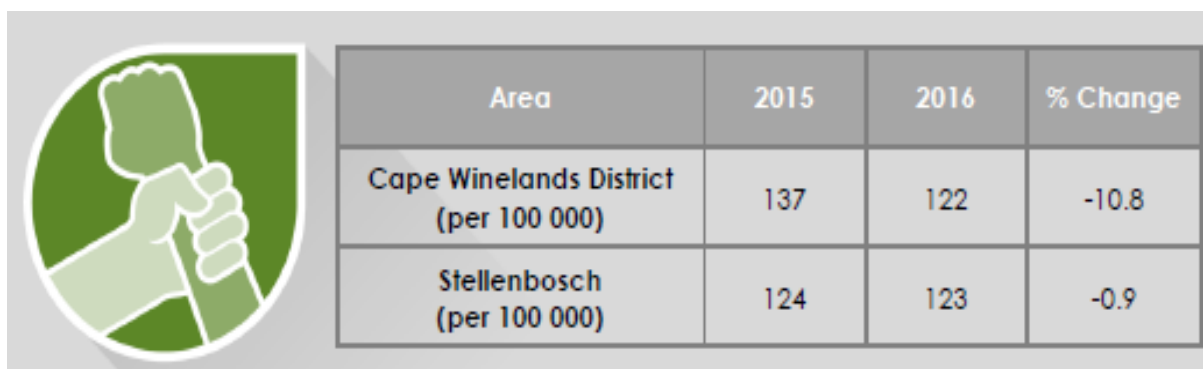 Area 2015 2016 % Change
Cape Winelands District
(per 100 000) 137 122 -10.8
Stellenbosch
(per 100 000) 124 123 -0.9